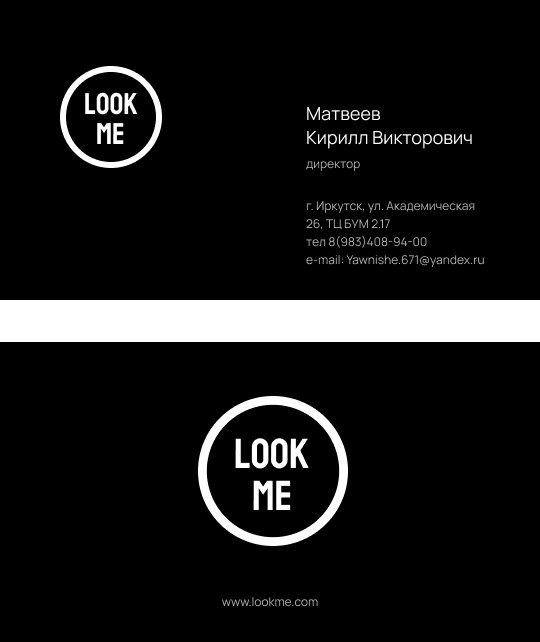 LOOK
ME
Матвеев
Кирилл Викторович
директор
г. Иркутск, ул. Академическая
26, ТЦ БУМ 2.17
тел 8(983)408-94-00
e-mail: Yawnishe.671@yandex.ru
LOOK
ME
www.lookme.com